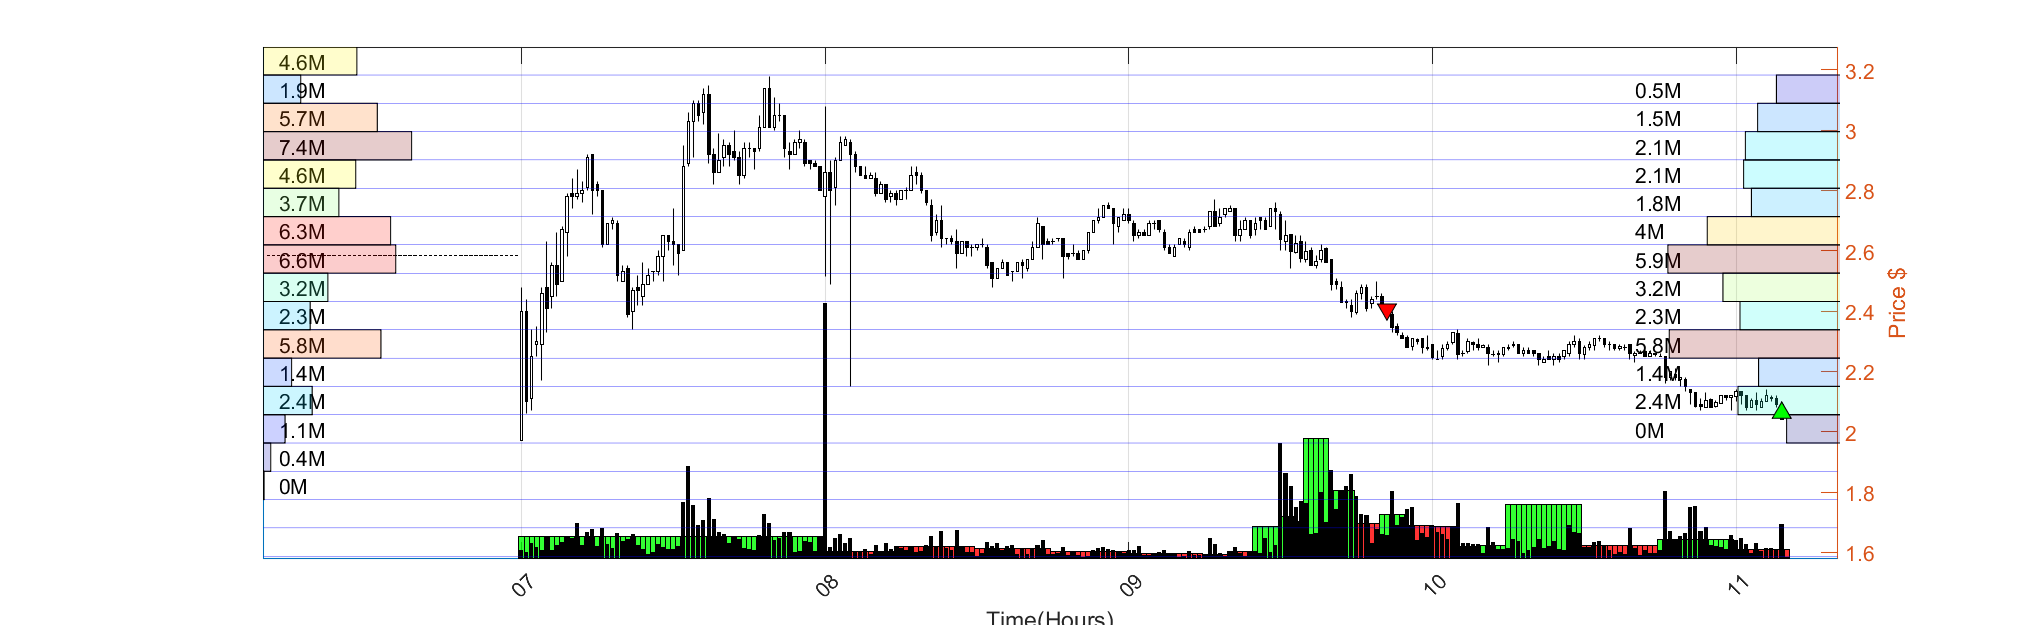 4.6M
1.9M
5.7M
7.4M
4.6M
3.7M
6.3M
6.6M
3.2M
2.3M
5.8M
1.4M
2.4M
1.1M
0.4M
0M
0.5M
1.5M
2.1M
2.1M
1.8M
4M
5.9M
3.2M
2.3M
5.8M
1.4M
2.4M
0M
3.2
3
2.8
2.6
2.4
2.2
2
1.8
1.6
Price $
07
08
09
10
11
Time(Hours)